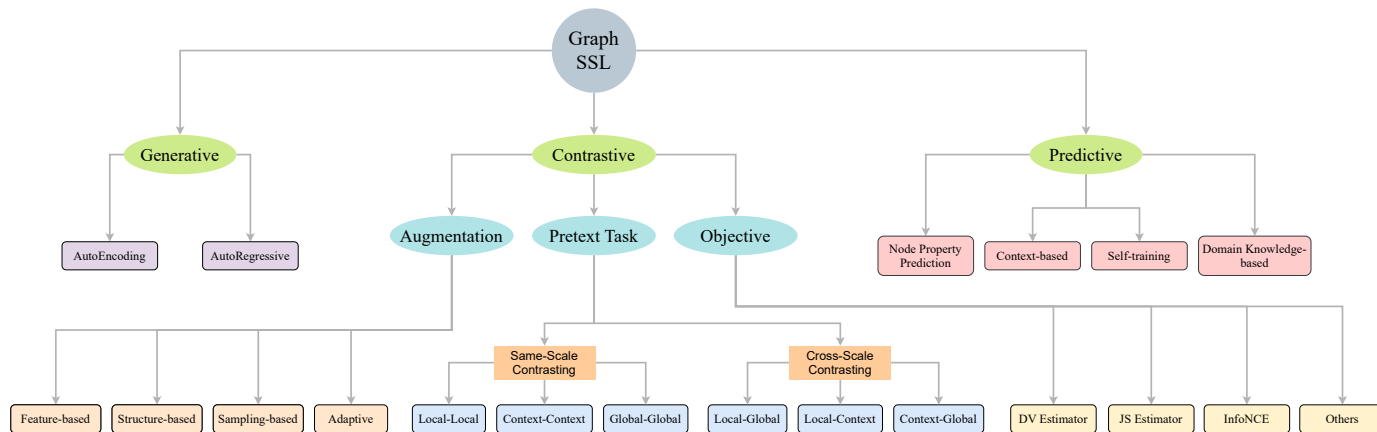 Graph
SSL
Generative
Contrastive
Predictive
Augmentation
Pretext Task
Objective
AutoEncoding
AutoRegressive
Node Property
Prediction
Context-based
Self-training
Domain Knowledge-
based
Same-Scale
Contrasting
Cross-Scale
Contrasting
Feature-based
Structure-based
Sampling-based
Adaptive
Local-Local
Context-Context
Global-Global
Local-Global
Local-Context
Context-Global
DV Estimator
JS Estimator
InfoNCE
Others